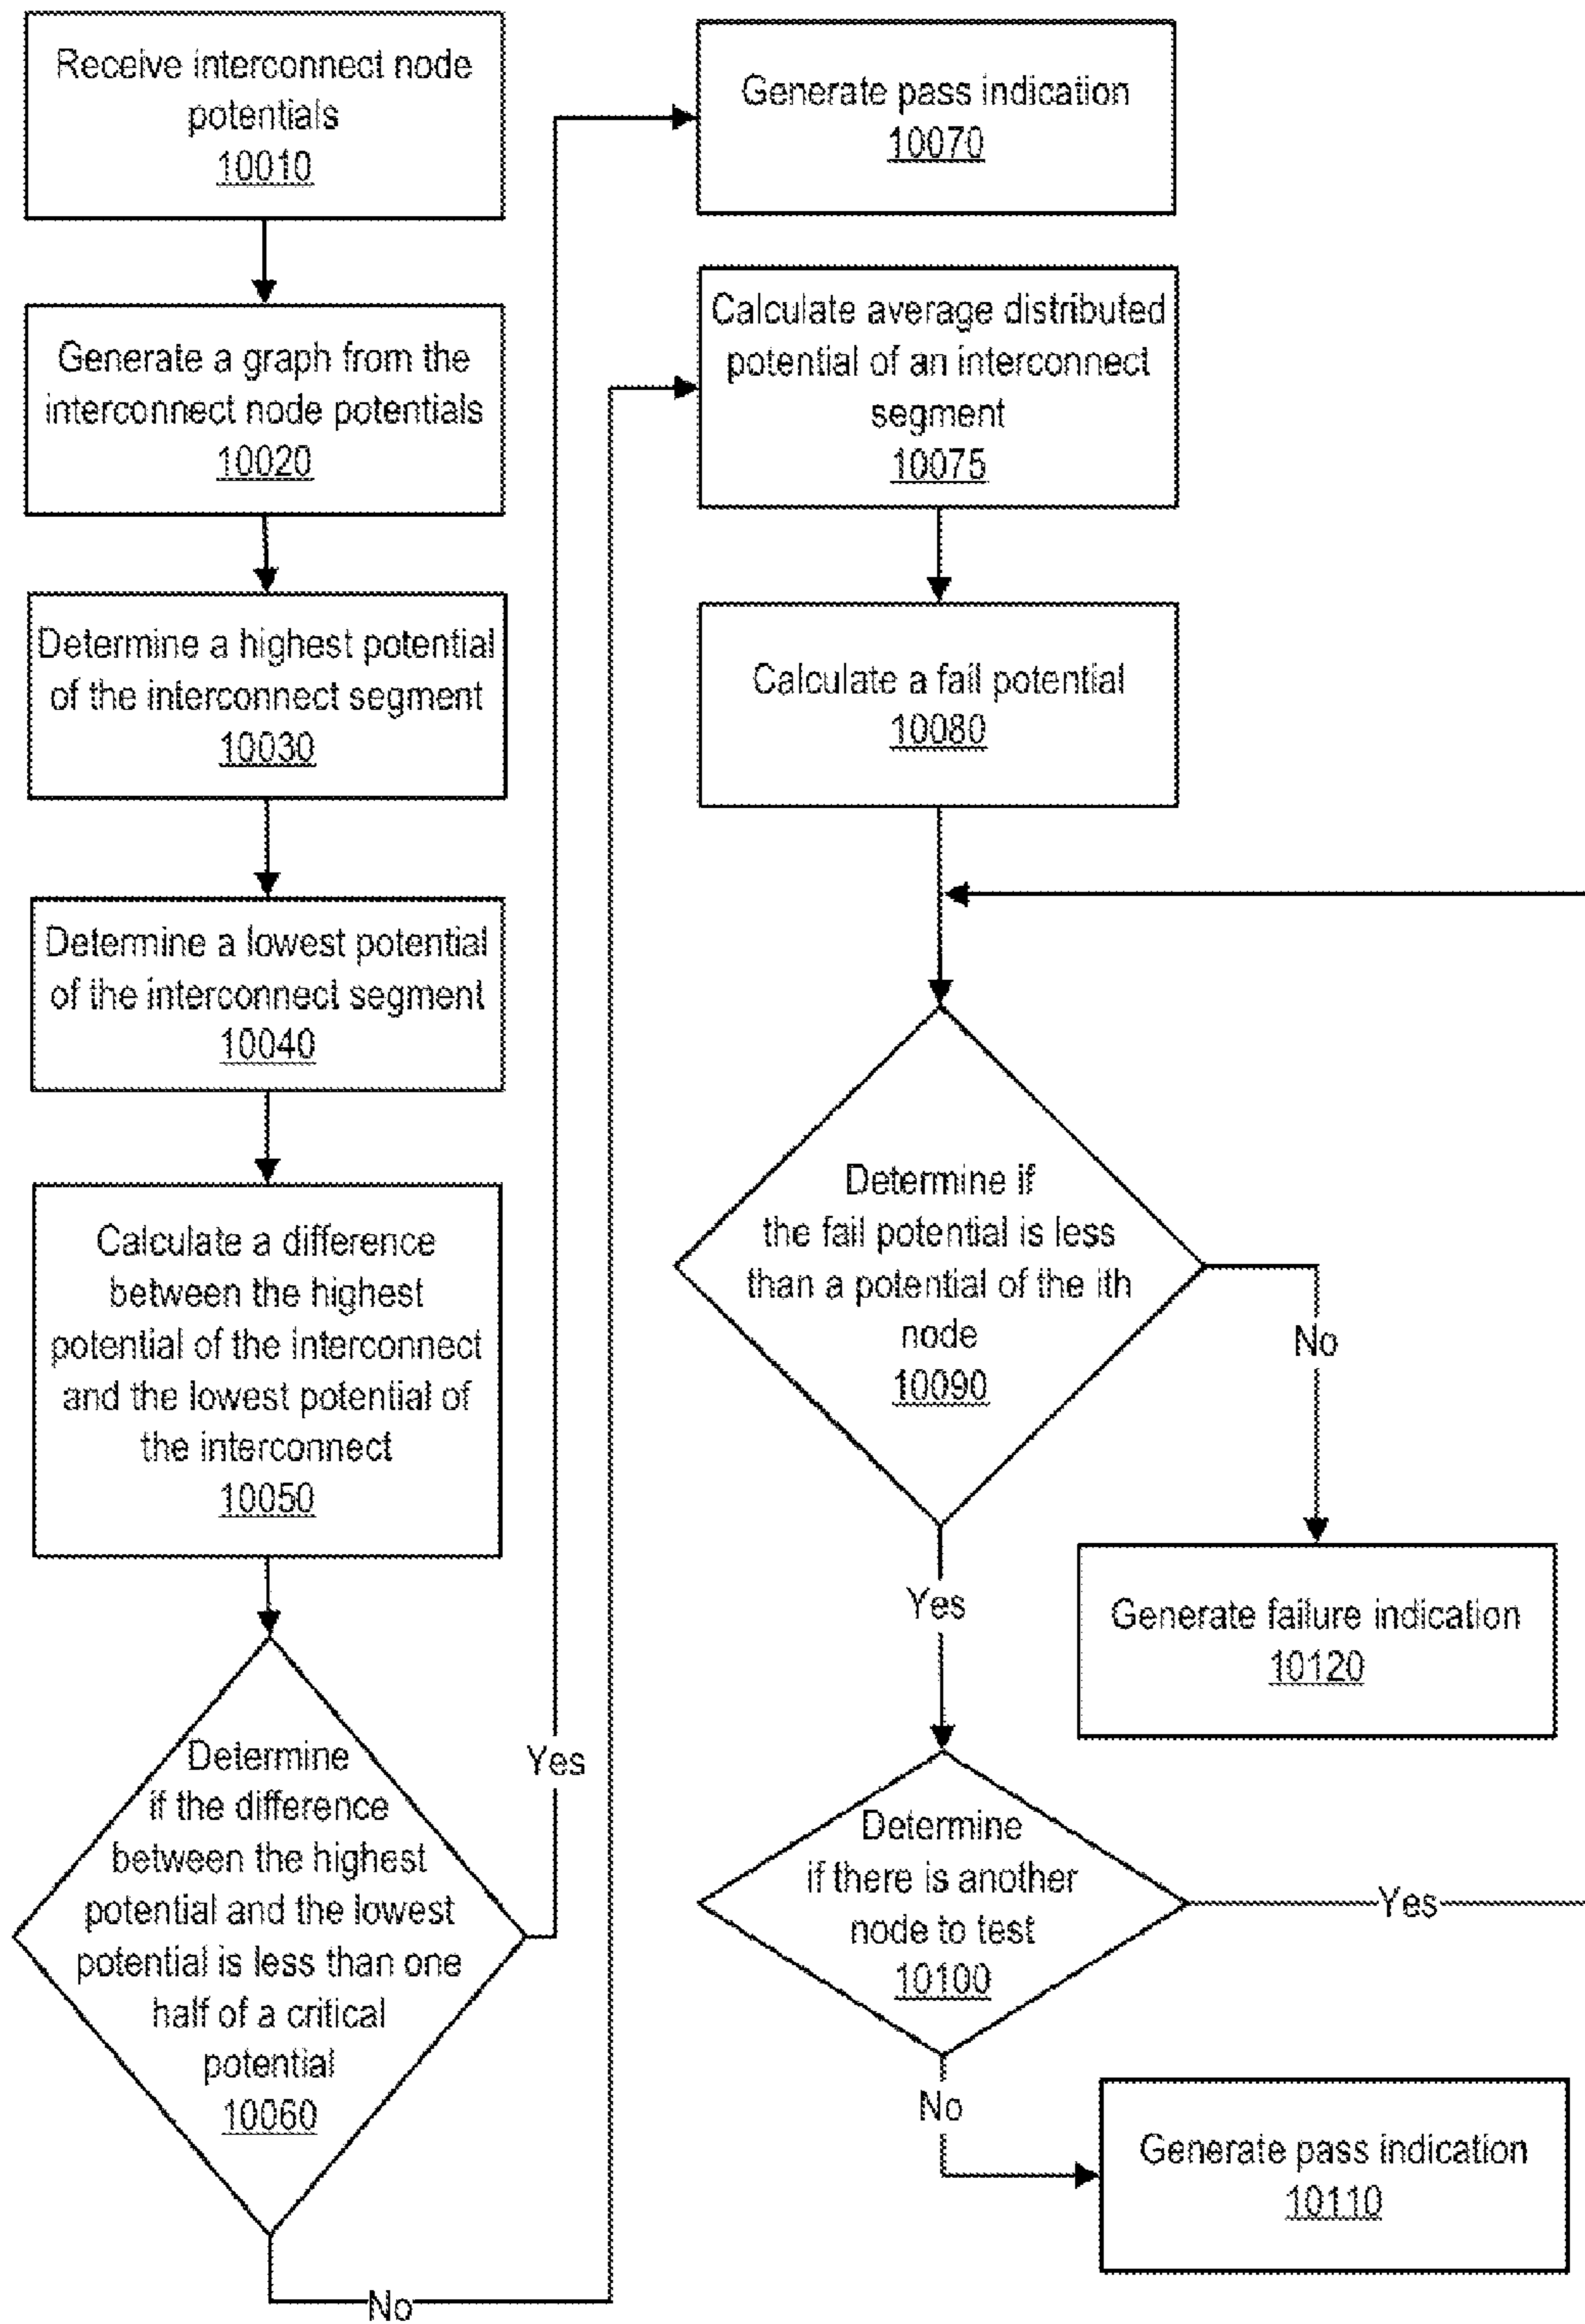 Receive interconnect node
potentials
10010
Generate a graph from the
interconnect node potentials
10020
Determine a highest potential
of the interconnect segment
10030
Determine a lowest potential
of the interconnect segment
10040
Calculate a difference
between the highest
potential of the interconnect
and the lowest potential of
the interconnect
10050
Determine
if the difference
between the highest
potential and the lowest
potential is less than one
half of a critical
potential
10060
Yes
No
Generate pass indication
10070
Calculate average distributed
potential of an interconnect
segment
10075
Calculate a fail potential
10080
Determine if
the fail potential is less
than a potential of the ith
node
10090
No
Yes
Generate failure indication
10120
Determine
if there is another
node to test
10100
Yes
No
Generate pass indication
10110